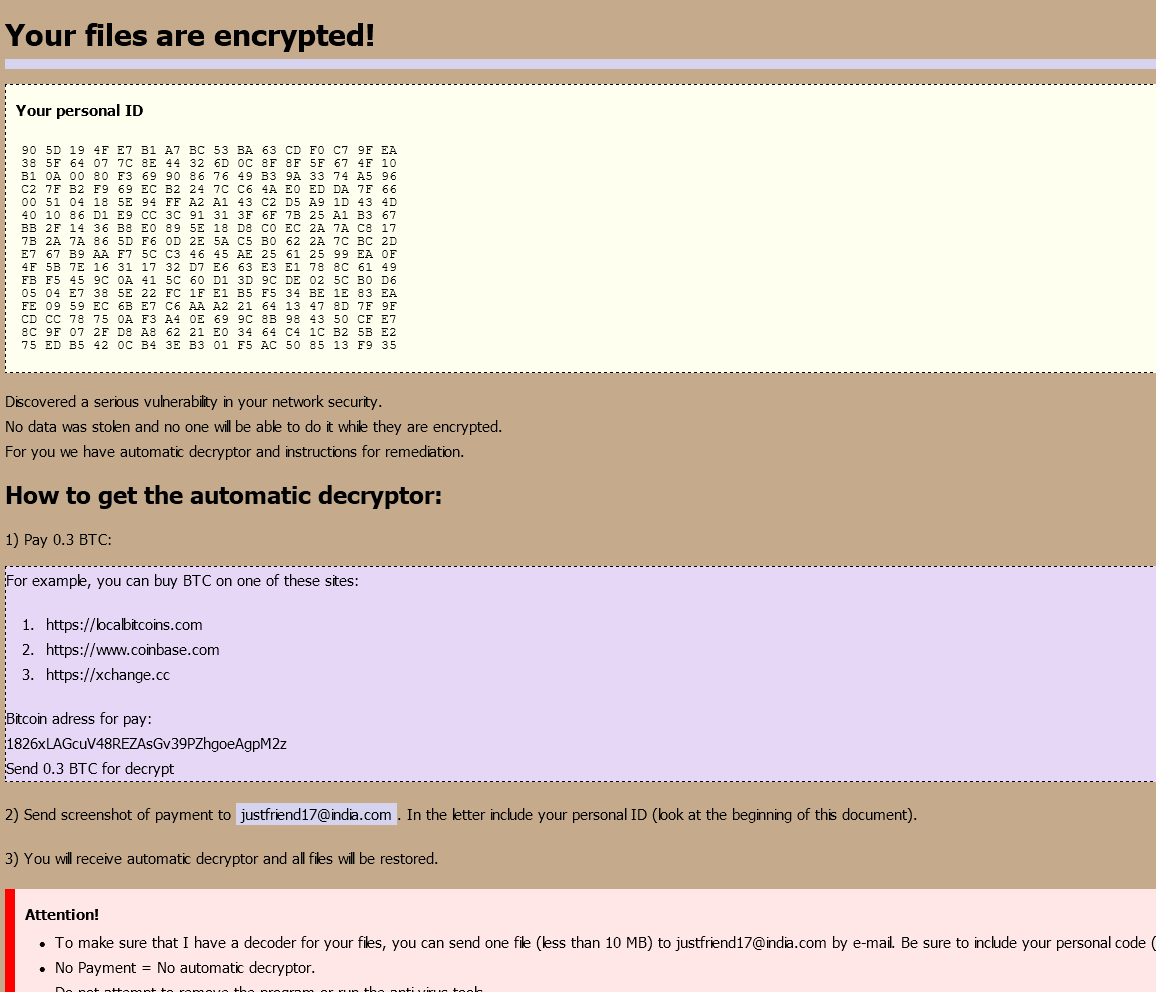 Your files are encrypted!
Your personal ID
90 5D 19 4F E7 B1 A7 BC 53 BA 63 CD F0 C7 9F EA
38 5F 64 07 7C 8E 44 32 6D 0C 8F 8F 5F 67 4F 10
B1 0A 00 80 F3 69 90 86 76 49 B3 9A 33 74 A5 96
C2 7F B2 F9 69 EC B2 24 7C C6 4A E0 ED DA 7F 66
00 51 04 18 5E 94 FF A2 A1 43 C2 D5 A9 1D 43 4D
40 10 86 D1 E9 CC 3C 91 31 3F 6F 7B 25 A1 B3 67
BB 2F 14 36 B8 E0 89 5E 18 D8 C0 EC 2A 7A C8 17
7B 2A 7A 86 5D F6 0D 2E 5A C5 B0 62 2A 7C BC 2D
E7 67 B9 AA F7 5C C3 46 45 AE 25 61 25 99 EA 0F
4F 5B 7E 16 31 17 32 D7 E6 63 E3 E1 78 8C 61 49
FB F5 45 9C 0A 41 5C 60 D1 3D 9C DE 02 5C B0 D6
05 04 E7 38 5E 22 FC 1F E1 B5 F5 34 BE 1E 83 EA
FE 09 59 EC 6B E7 C6 AA A2 21 64 13 47 8D 7F 9F
CD CC 78 75 0A F3 A4 0E 69 9C 8B 98 43 50 CF E7
8C 9F 07 2F D8 A8 62 21 E0 34 64 C4 1C B2 5B E2
75 ED B5 42 0C B4 3E B3 01 F5 AC 50 85 13 F9 35
Discovered a serious vulnerability in your network security.
No data was stolen and no one will be able to do it while they are encrypted.
For you we have automatic decryptor and instructions for remediation.
How to get the automatic decryptor:
1) Pay 0.3 BTC:
For example, you can buy BTC on one of these sites:
1. https://localbitcoins.com
2. https://www.coinbase.com
3. https://xchange.cc
Bitcoin adress for pay:
1826xLAGcuV48REZAsGv39PZhgoeAgpM2z
Send 0.3 BTC for decrypt
2) Send screenshot of payment to justfriend17@india.com . In the letter include your personal ID (look at the beginning of this document).
3) You will receive automatic decryptor and all files will be restored.
Attention!
• To make sure that I have a decoder for your files, you can send one file (less than 10 MB) to justfriend17@india.com by e-mail. Be sure to include your personal code (
• No Payment = No automatic decryptor.
Do not attempt to remove the program or run the anti-virus tools